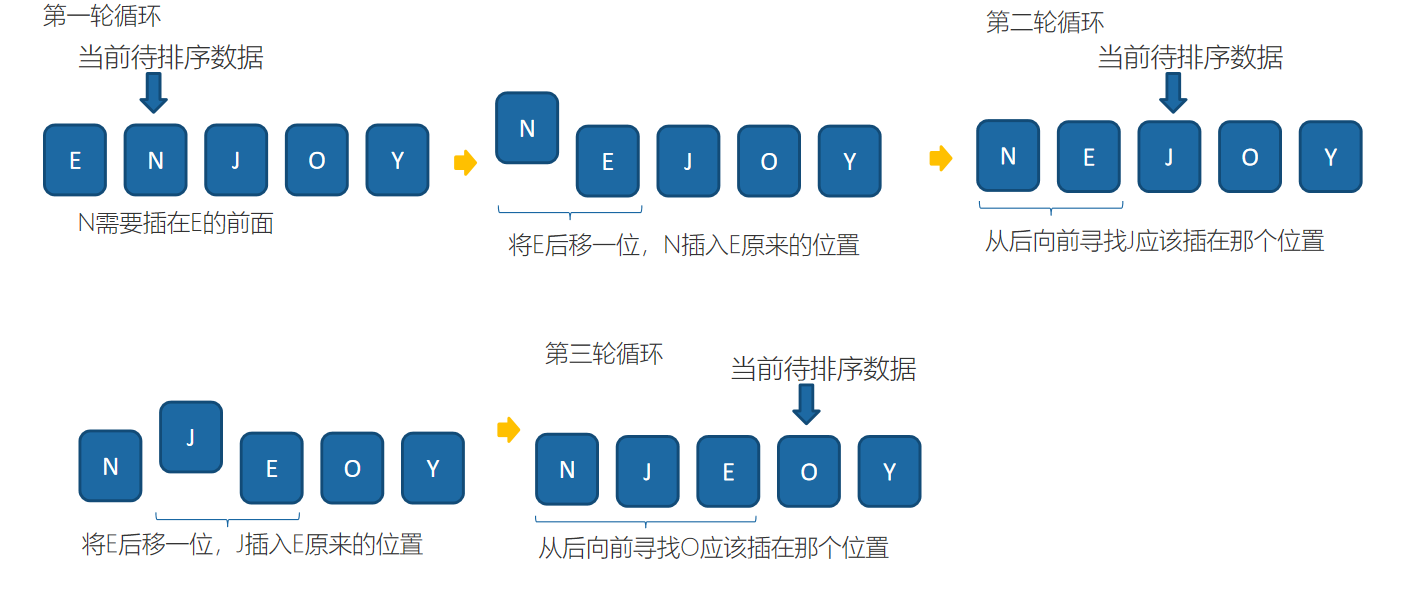 第一轮循环
当前待排序数据
E N J O Y
N需要插在E的前面
N E J O Y
将E后移一位，N插入E原来的位置
第二轮循环
当前待排序数据
N E J O Y
从后向前寻找J应该插在那个位置
N J E O Y
将E后移一位，J插入E原来的位置
第三轮循环
当前待排序数据
N J E O Y
从后向前寻找O应该插在那个位置